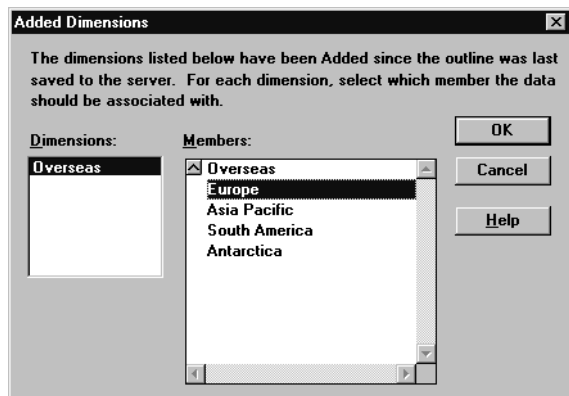 Added Dimensions
The dimensions listed below have been Added since the outline was last
saved to the server. For each dimension, select which member the data
should be associated with.
Dimensions:
Overseas
Members:
Overseas
Europe
Asia Pacific
South America
Antarctica
OK
Cancel
Help